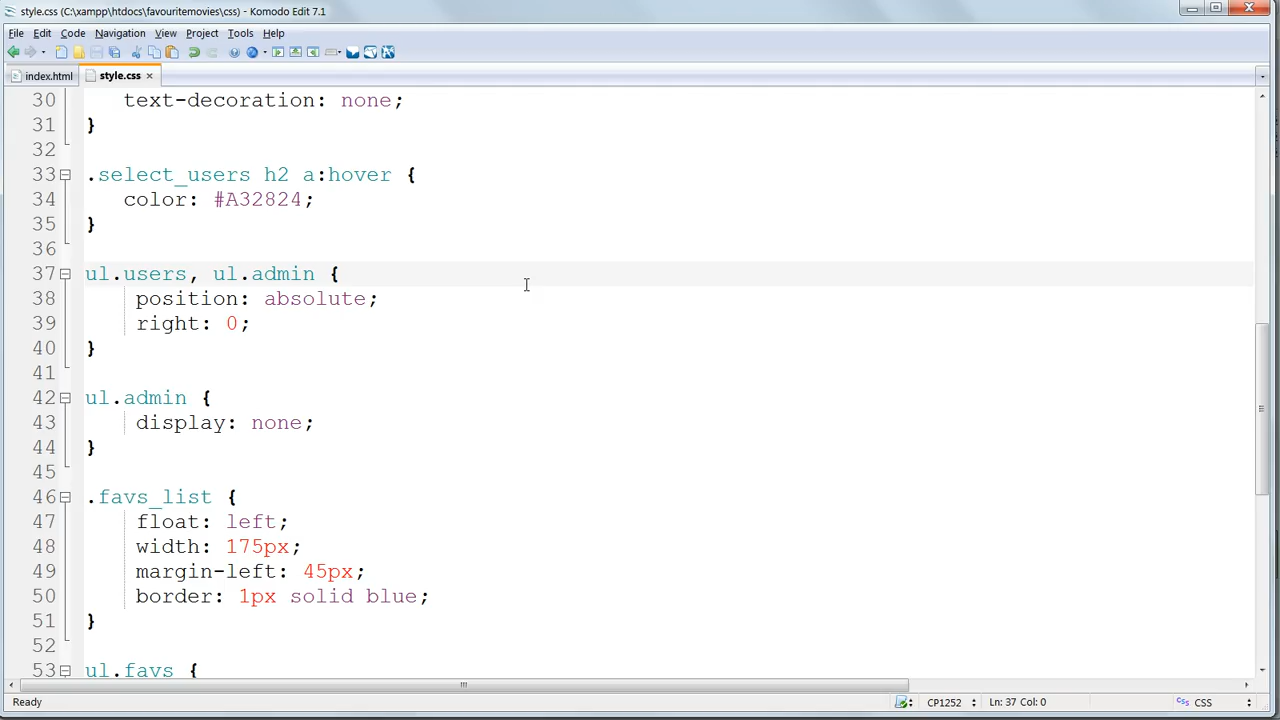 style.css (C:\xampp\htdocs\favouritemovies\css) - Komodo Edit 7.1
File Edit Code Navigation View Project Tools Help
index.html style.css
30 text-decoration: none;
31 }
32
33 .select_users h2 a:hover {
34 color: #A32824;
35 }
36
37 ul.users, ul.admin {
38 position: absolute;
39 right: 0;
40 }
41
42 ul.admin {
43 display: none;
44 }
45
46 .favs_list {
47 float: left;
48 width: 175px;
49 margin-left: 45px;
50 border: 1px solid blue;
51 }
52
53 ul.favs {
Ready CP1252 Ln: 37 Col: 0 CSS